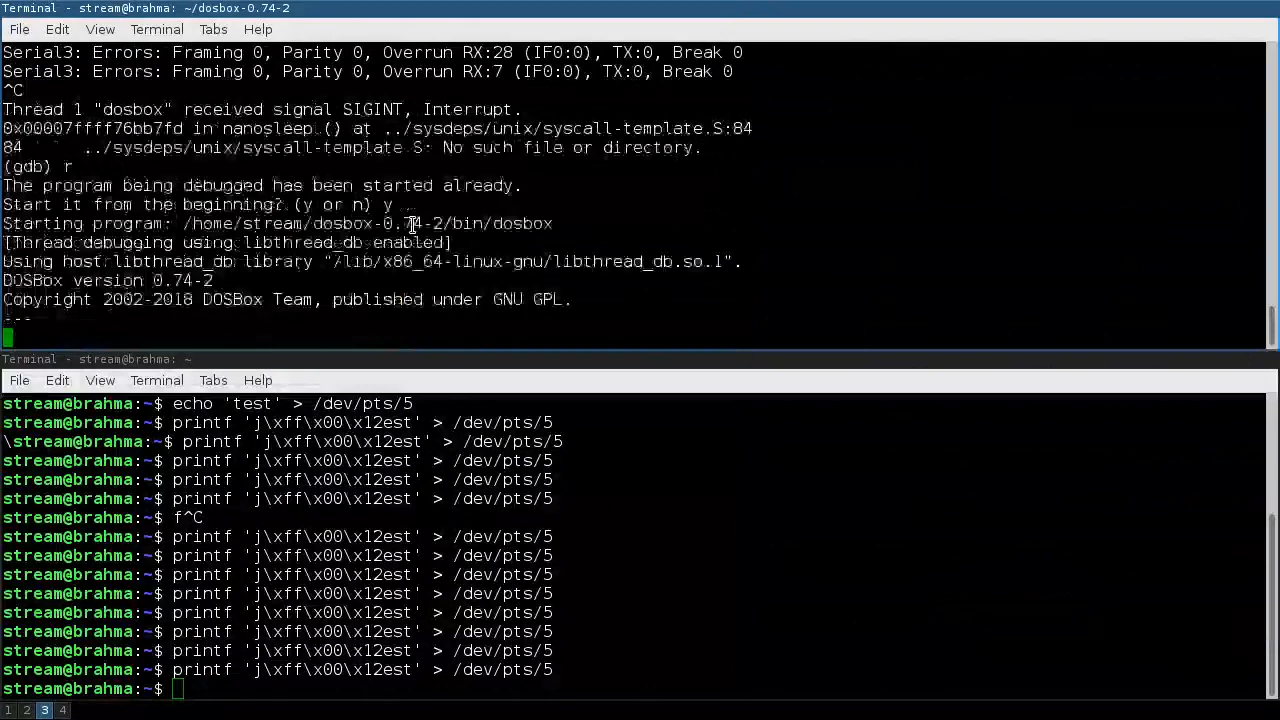 Terminal - stream@brahma: ~/dosbox-0.74-2
File Edit View Terminal Tabs Help
Serial3: Errors: Framing 0, Parity 0, Overrun RX:28 (IF0:0), TX:0, Break 0
Serial3: Errors: Framing 0, Parity 0, Overrun RX:7 (IF0:0), TX:0, Break 0
^C
Thread 1 "dosbox" received signal SIGINT, Interrupt.
0x00007ffff76bb7fd in nanosleep () at ../sysdeps/unix/syscall-template.S:84
84 ../sysdeps/unix/syscall-template S: No such file or directory.
(gdb) r
The program being debugged has been started already.
Start it from the beginning? (y or n) y
Starting program: /home/stream/dosbox-0.74-2/bin/dosbox
[Thread debugging using libthread_db enabled]
Using host libthread_db library "/lib/x86_64-linux-gnu/libthread_db.so.1".
DOSBox version 0.74-2
Copyright 2002-2018 DOSBox Team, published under GNU GPL.
---
Terminal - stream@brahma: ~
File Edit View Terminal Tabs Help
stream@brahma:~$ echo 'test' > /dev/pts/5
stream@brahma:~$ printf 'j\xff\x00\x12est' > /dev/pts/5
\stream@brahma:~$ printf 'j\xff\x00\x12est' > /dev/pts/5
stream@brahma:~$ printf 'j\xff\x00\x12est' > /dev/pts/5
stream@brahma:~$ printf 'j\xff\x00\x12est' > /dev/pts/5
stream@brahma:~$ printf 'j\xff\x00\x12est' > /dev/pts/5
stream@brahma:~$ f^C
stream@brahma:~$ printf 'j\xff\x00\x12est' > /dev/pts/5
stream@brahma:~$ printf 'j\xff\x00\x12est' > /dev/pts/5
stream@brahma:~$ printf 'j\xff\x00\x12est' > /dev/pts/5
stream@brahma:~$ printf 'j\xff\x00\x12est' > /dev/pts/5
stream@brahma:~$ printf 'j\xff\x00\x12est' > /dev/pts/5
stream@brahma:~$ printf 'j\xff\x00\x12est' > /dev/pts/5
stream@brahma:~$ printf 'j\xff\x00\x12est' > /dev/pts/5
stream@brahma:~$ printf 'j\xff\x00\x12est' > /dev/pts/5
stream@brahma:~$
1 2 3 4